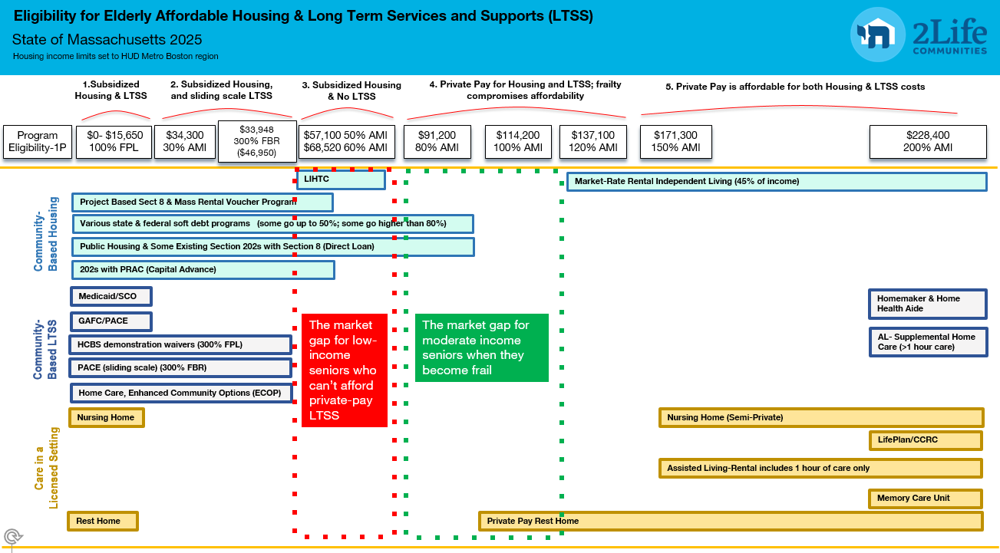 Eligibility for Elderly Affordable Housing & Long Term Services and Supports (LTSS)
State of Massachusetts 2025
Housing income limits set to HUD Metro Boston region
2Life
COMMUNITIES
1.Subsidized
Housing & LTSS
2. Subsidized Housing,
and sliding scale LTSS
3. Subsidized Housing
& No LTSS
4. Private Pay for Housing and LTSS; frailty
compromises affordability
5. Private Pay is affordable for both Housing & LTSS costs
Program
Eligibility-1P
$0- $15,650
100% FPL
$34,300
30% AMI
$33,948
300% FBR
($46,950)
$57,100 50% AMI
$68,520 60% AMI
$91,200
80% AMI
$114,200
100% AMI
$137,100
120% AMI
$171,300
150% AMI
$228,400
200% AMI
Community-
Based Housing
LIHTC
Market-Rate Rental Independent Living (45% of income)
Project Based Sect 8 & Mass Rental Voucher Program
Various state & federal soft debt programs (some go up to 50%; some go higher than 80%)
Public Housing & Some Existing Section 202s with Section 8 (Direct Loan)
202s with PRAC (Capital Advance)
Community-
Based LTSS
Medicaid/SCO
GAFC/PACE
HCBS demonstration waivers (300% FPL)
PACE (sliding scale) (300% FBR)
Home Care, Enhanced Community Options (ECOP)
Homemaker & Home
Health Aide
AL- Supplemental Home
Care (>1 hour care)
The market
gap for low-
income
seniors who
can't afford
private-pay
LTSS
The market gap for
moderate income
seniors when they
become frail
Care in a
Licensed Setting
Nursing Home
Nursing Home (Semi-Private)
LifePlan/CCRC
Assisted Living-Rental includes 1 hour of care only
Memory Care Unit
Rest Home
Private Pay Rest Home